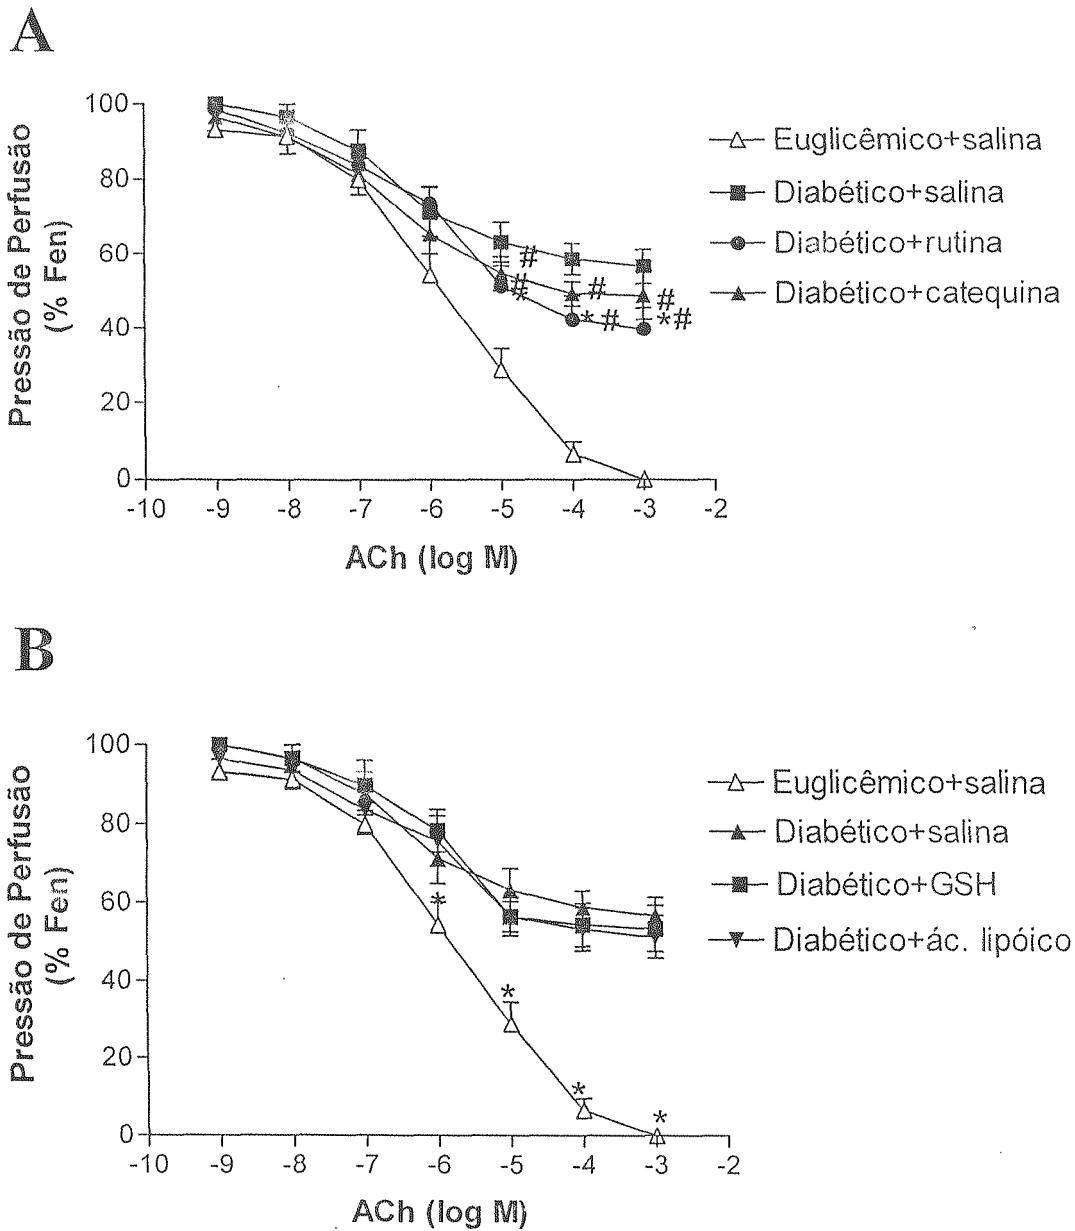 A
Pressão de Perfusão
(% Fen)
100
80
60
40
20
0
-10 -9 -8 -7 -6 -5 -4 -3 -2
ACh (log M)
# # # # * # *#
Euglicêmico+salina
Diabético+salina
Diabético+rutina
Diabético+catequina
B
Pressão de Perfusão
(% Fen)
100
80
60
40
20
0
-10 -9 -8 -7 -6 -5 -4 -3 -2
ACh (log M)
* * * *
Euglicêmico+salina
Diabético+salina
Diabético+GSH
Diabético+ác. lipóico